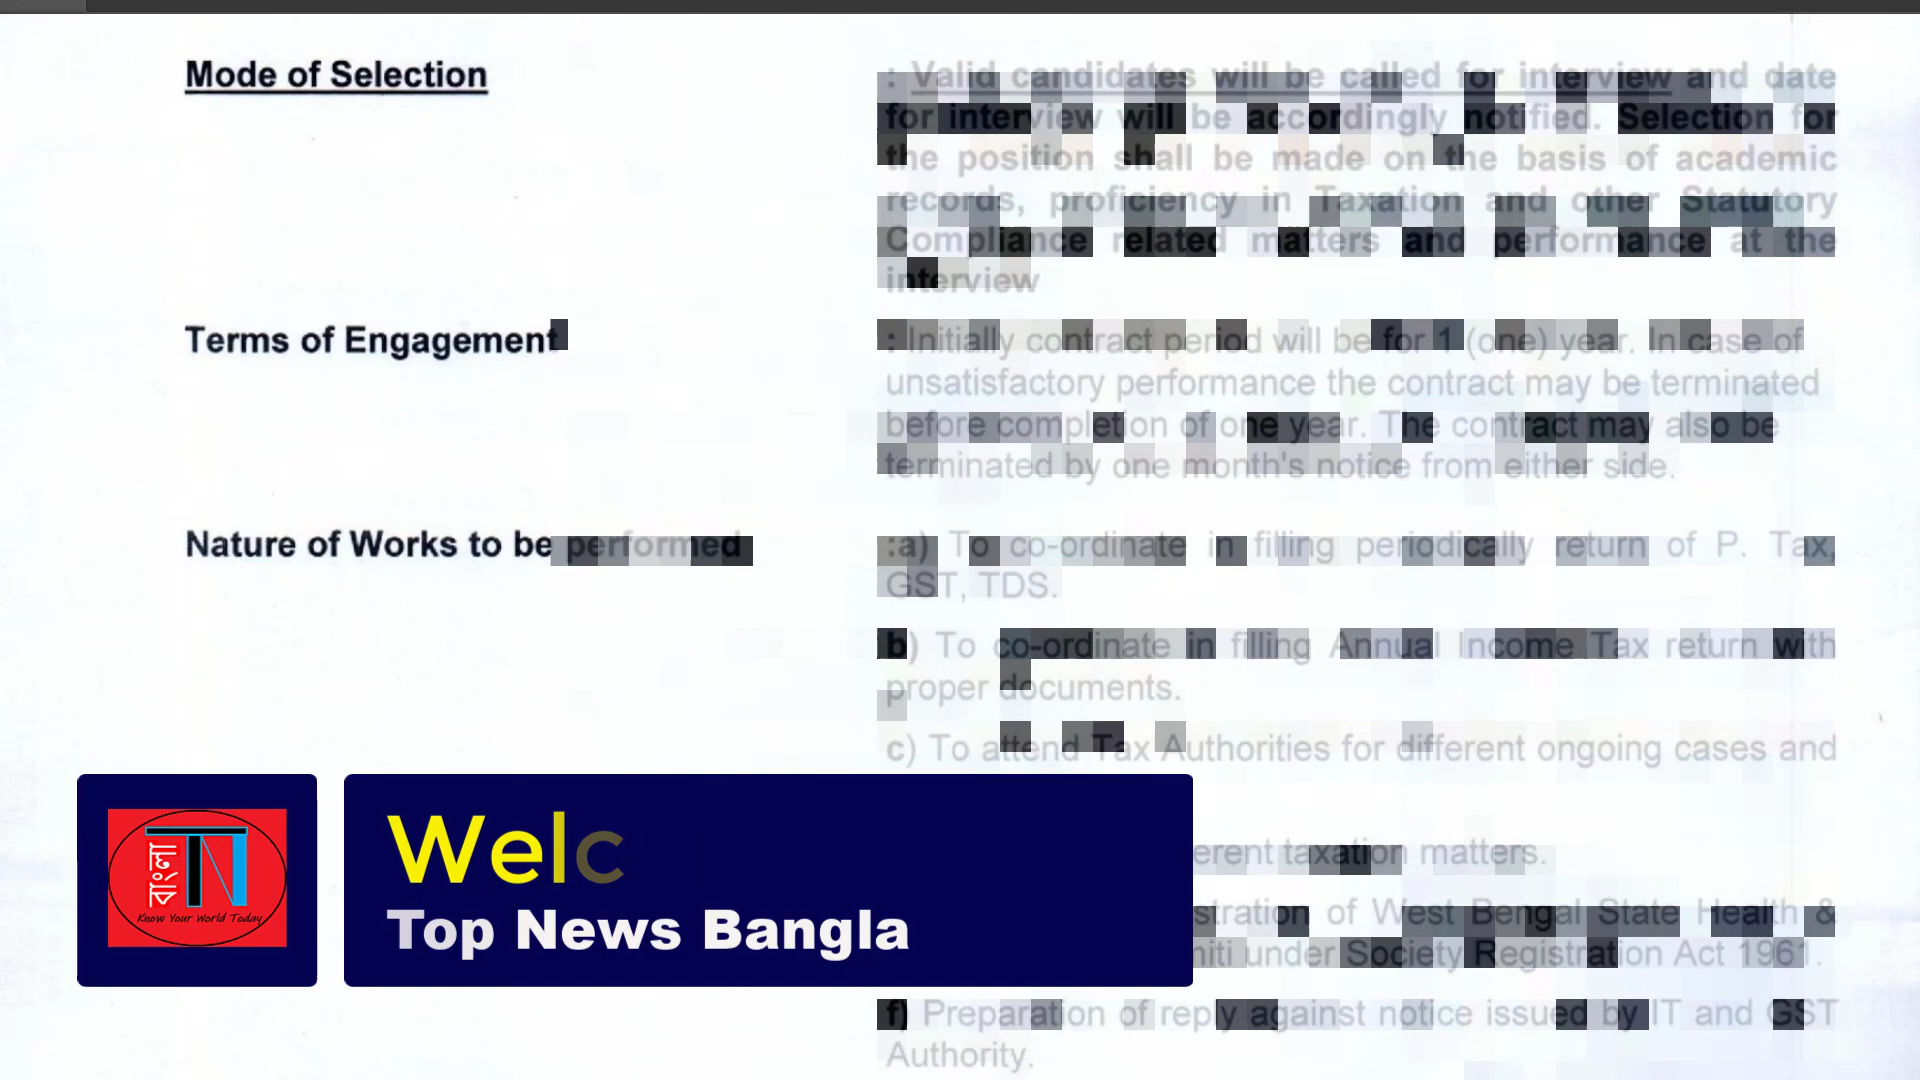 Mode of Selection
: Valid candidates will be called for interview and date
for interview will be accordingly notified. Selection for
the position shall be made on the basis of academic
records, proficiency in Taxation and other Statutory
Compliance related matters and performance at the
interview
Terms of Engagement
: Initially contract period will be for 1 (one) year. In case of
unsatisfactory performance the contract may be terminated
before completion of one year. The contract may also be
terminated by one month's notice from either side.
Nature of Works to be performed
:a) To co-ordinate in filling periodically return of P. Tax,
GST, TDS.
b) To co-ordinate in filling Annual Income Tax return with
proper documents.
c) To attend Tax Authorities for different ongoing cases and
erent taxation matters.
stration of West Bengal State Health &
under Society Registration Act 1961.
f) Preparation of reply against notice issued by IT and GST
Authority.
বাংলা
TN
Know Your World Today
Welc
Top News Bangla